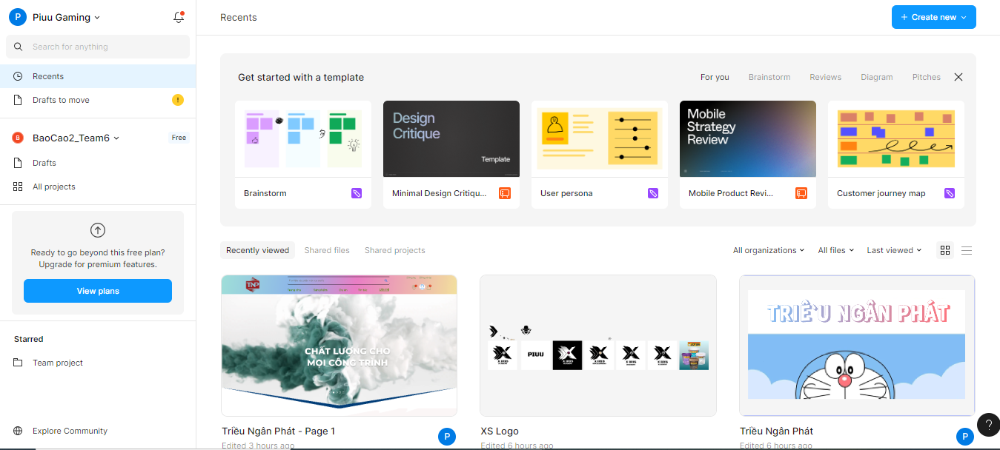 P Piuu Gaming
Search for anything
Recents
Drafts to move
!
B BaoCao2_Team6 Free
Drafts
All projects
Ready to go beyond this free plan?
Upgrade for premium features.
View plans
Starred
Team project
Explore Community
Recents
+ Create new
Get started with a template
For you Brainstorm Reviews Diagram Pitches
Design
Critique
Template
Mobile
Strategy
Review
Brainstorm
Minimal Design Critiqu...
User persona
Mobile Product Revi...
Customer journey map
Recently viewed Shared files Shared projects
All organizations All files Last viewed
TNP
CHẤT LƯỢNG CHO
MỌI CÔNG TRÌNH
PIUU
TRIỀU NGÂN PHÁT
Triều Ngân Phát - Page 1
Edited 3 hours ago
P
XS Logo
Edited 6 hours ago
Triều Ngân Phát
Edited 6 hours ago
P
?